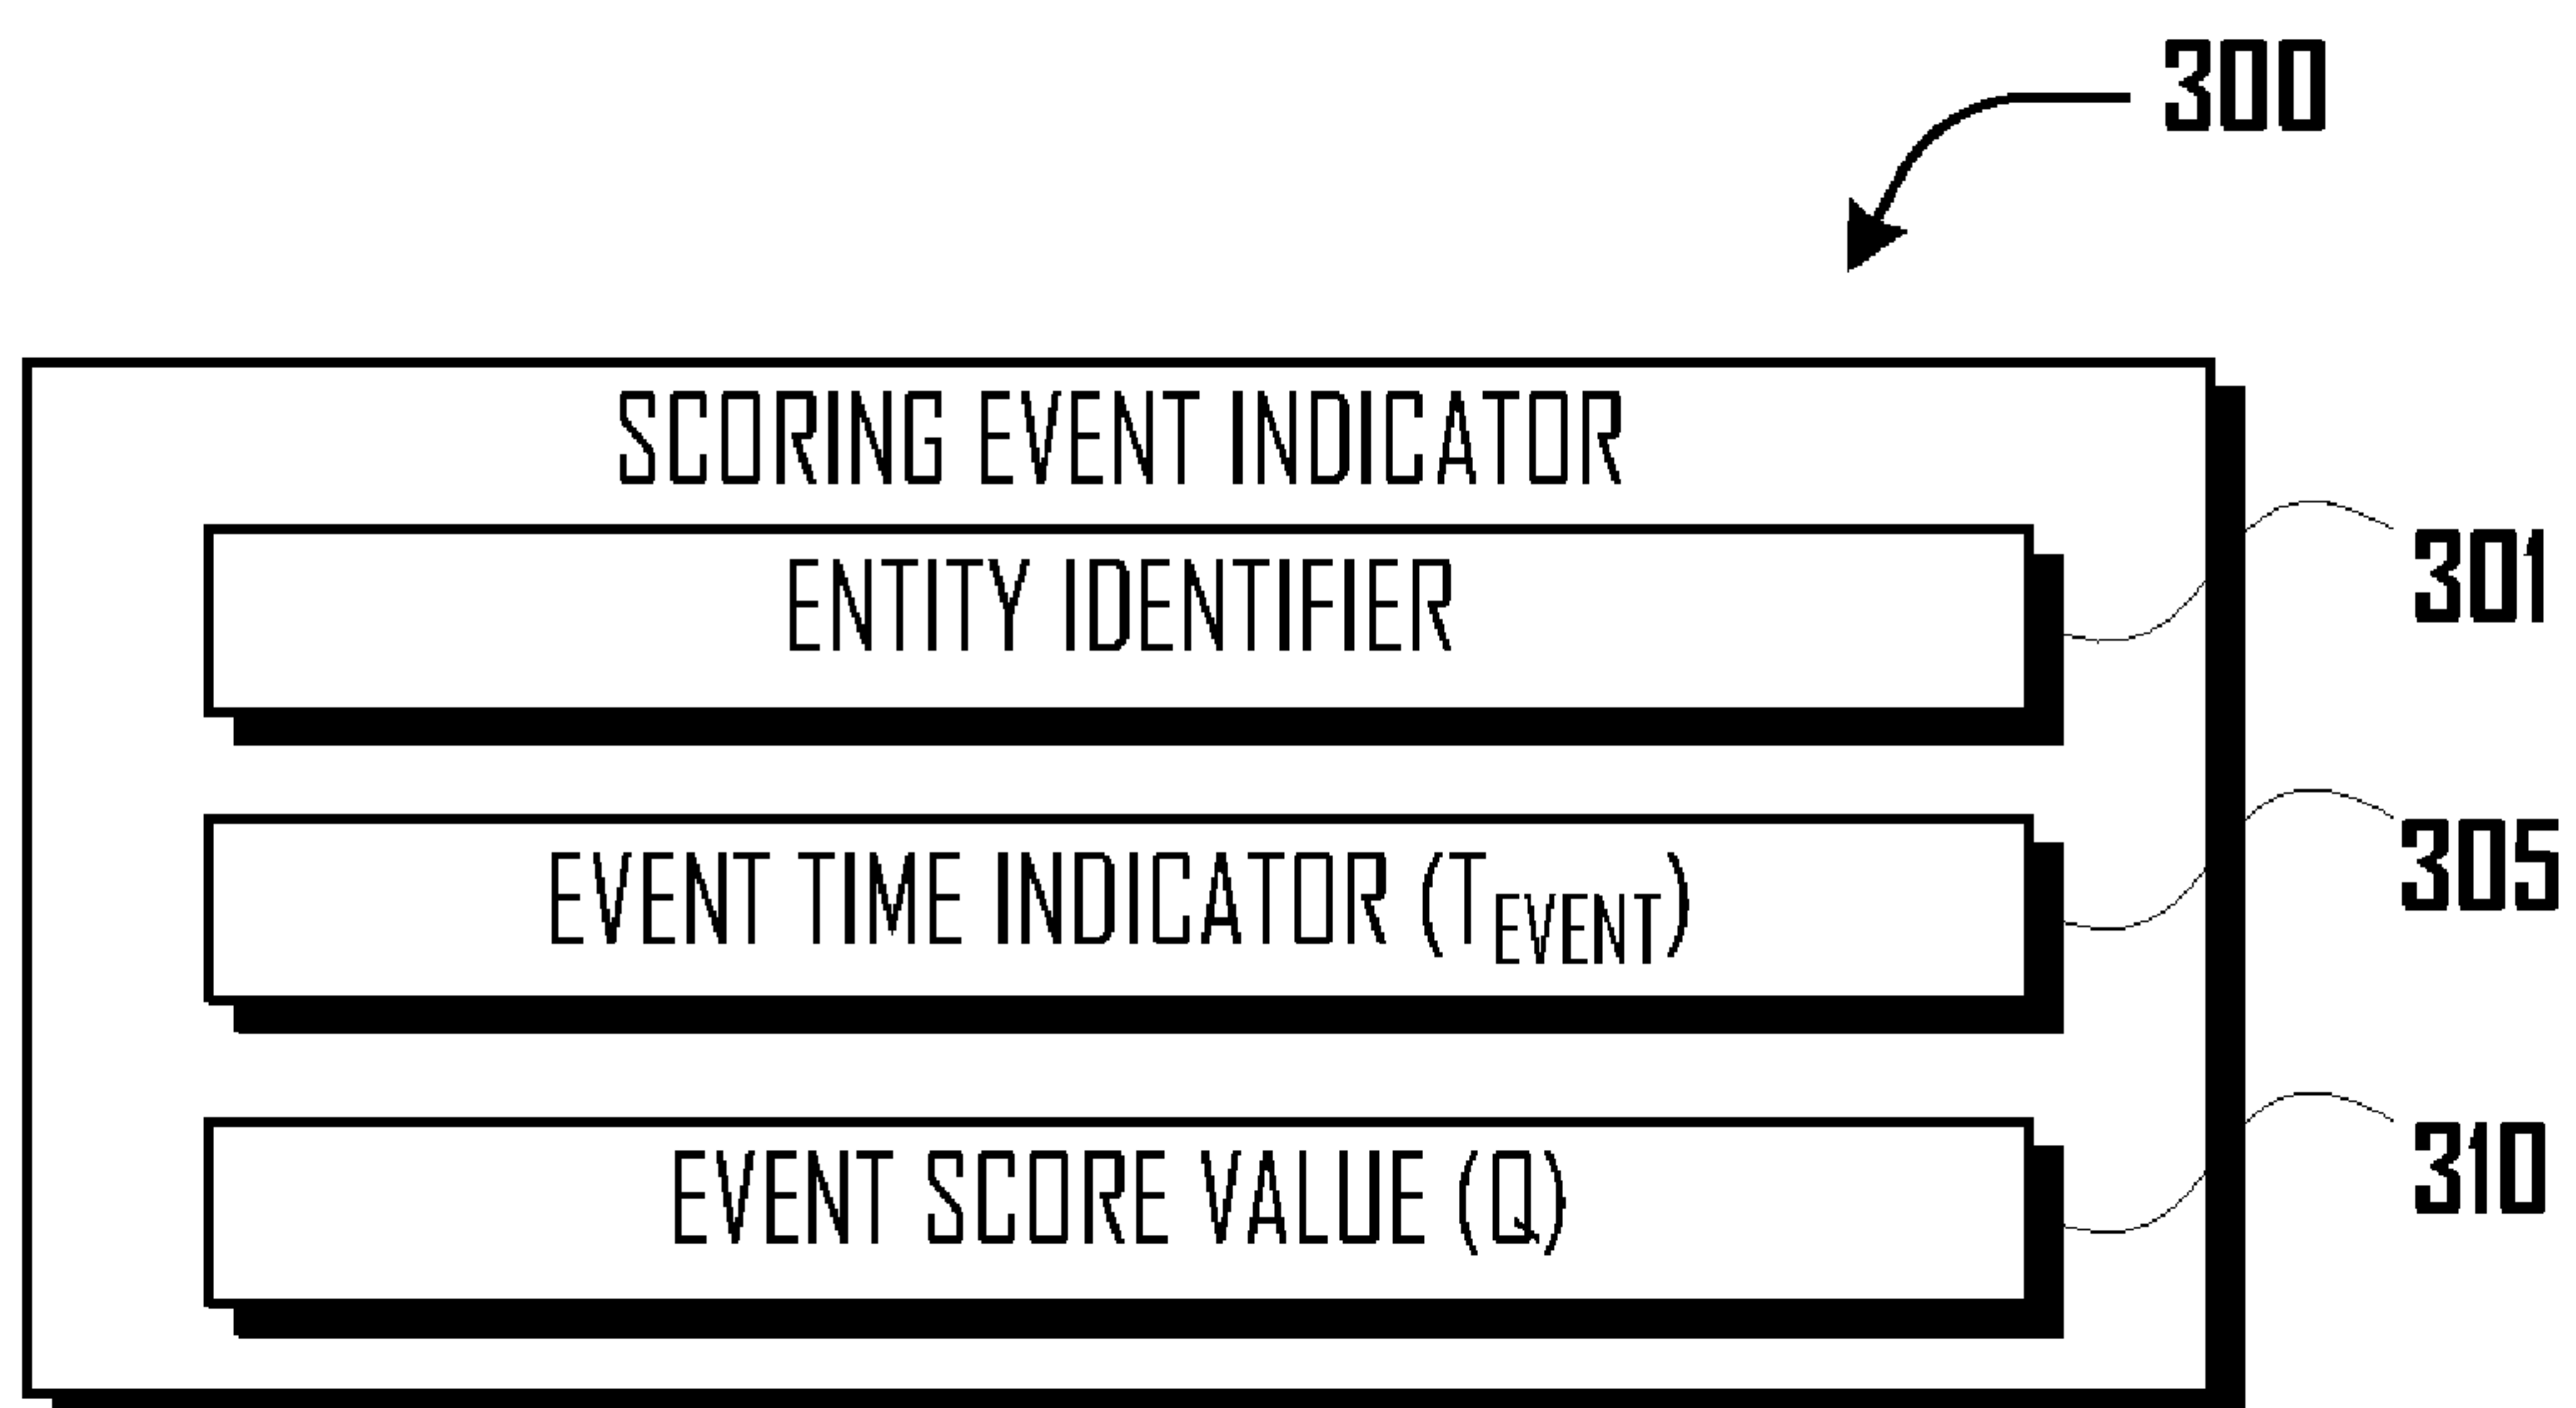 300
SCORING EVENT INDICATOR
ENTITY IDENTIFIER
301
EVENT TIME INDICATOR (TEVENT)
305
EVENT SCORE VALUE (Q)
310